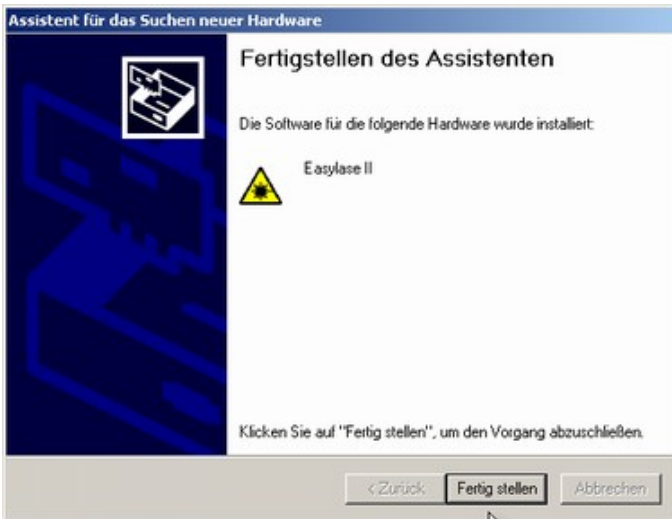 Assistent für das Suchen neuer Hardware
Fertigstellen des Assistenten
Die Software für die folgende Hardware wurde installiert:
Easylase II
Klicken Sie auf "Fertig stellen", um den Vorgang abzuschließen.
< Zurück
Fertig stellen
Abbrechen